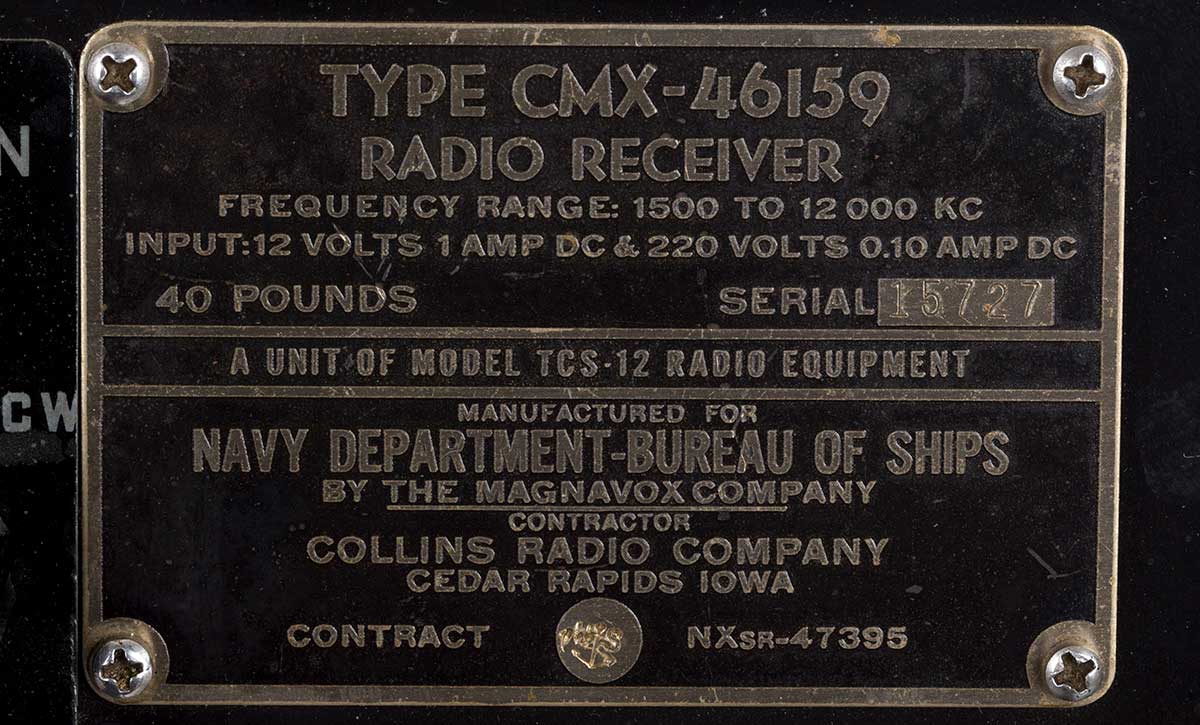 N
CW
TYPE CMX-46159
RADIO RECEIVER
FREQUENCY RANGE: 1500 TO 12 000 KC
INPUT: 12 VOLTS 1 AMP DC & 220 VOLTS 0.10 AMP DC
40 POUNDS SERIAL 15727
A UNIT OF MODEL TCS-12 RADIO EQUIPMENT
MANUFACTURED FOR
NAVY DEPARTMENT-BUREAU OF SHIPS
BY THE MAGNAVOX COMPANY
CONTRACTOR
COLLINS RADIO COMPANY
CEDAR RAPIDS IOWA
CONTRACT NXSR-47395